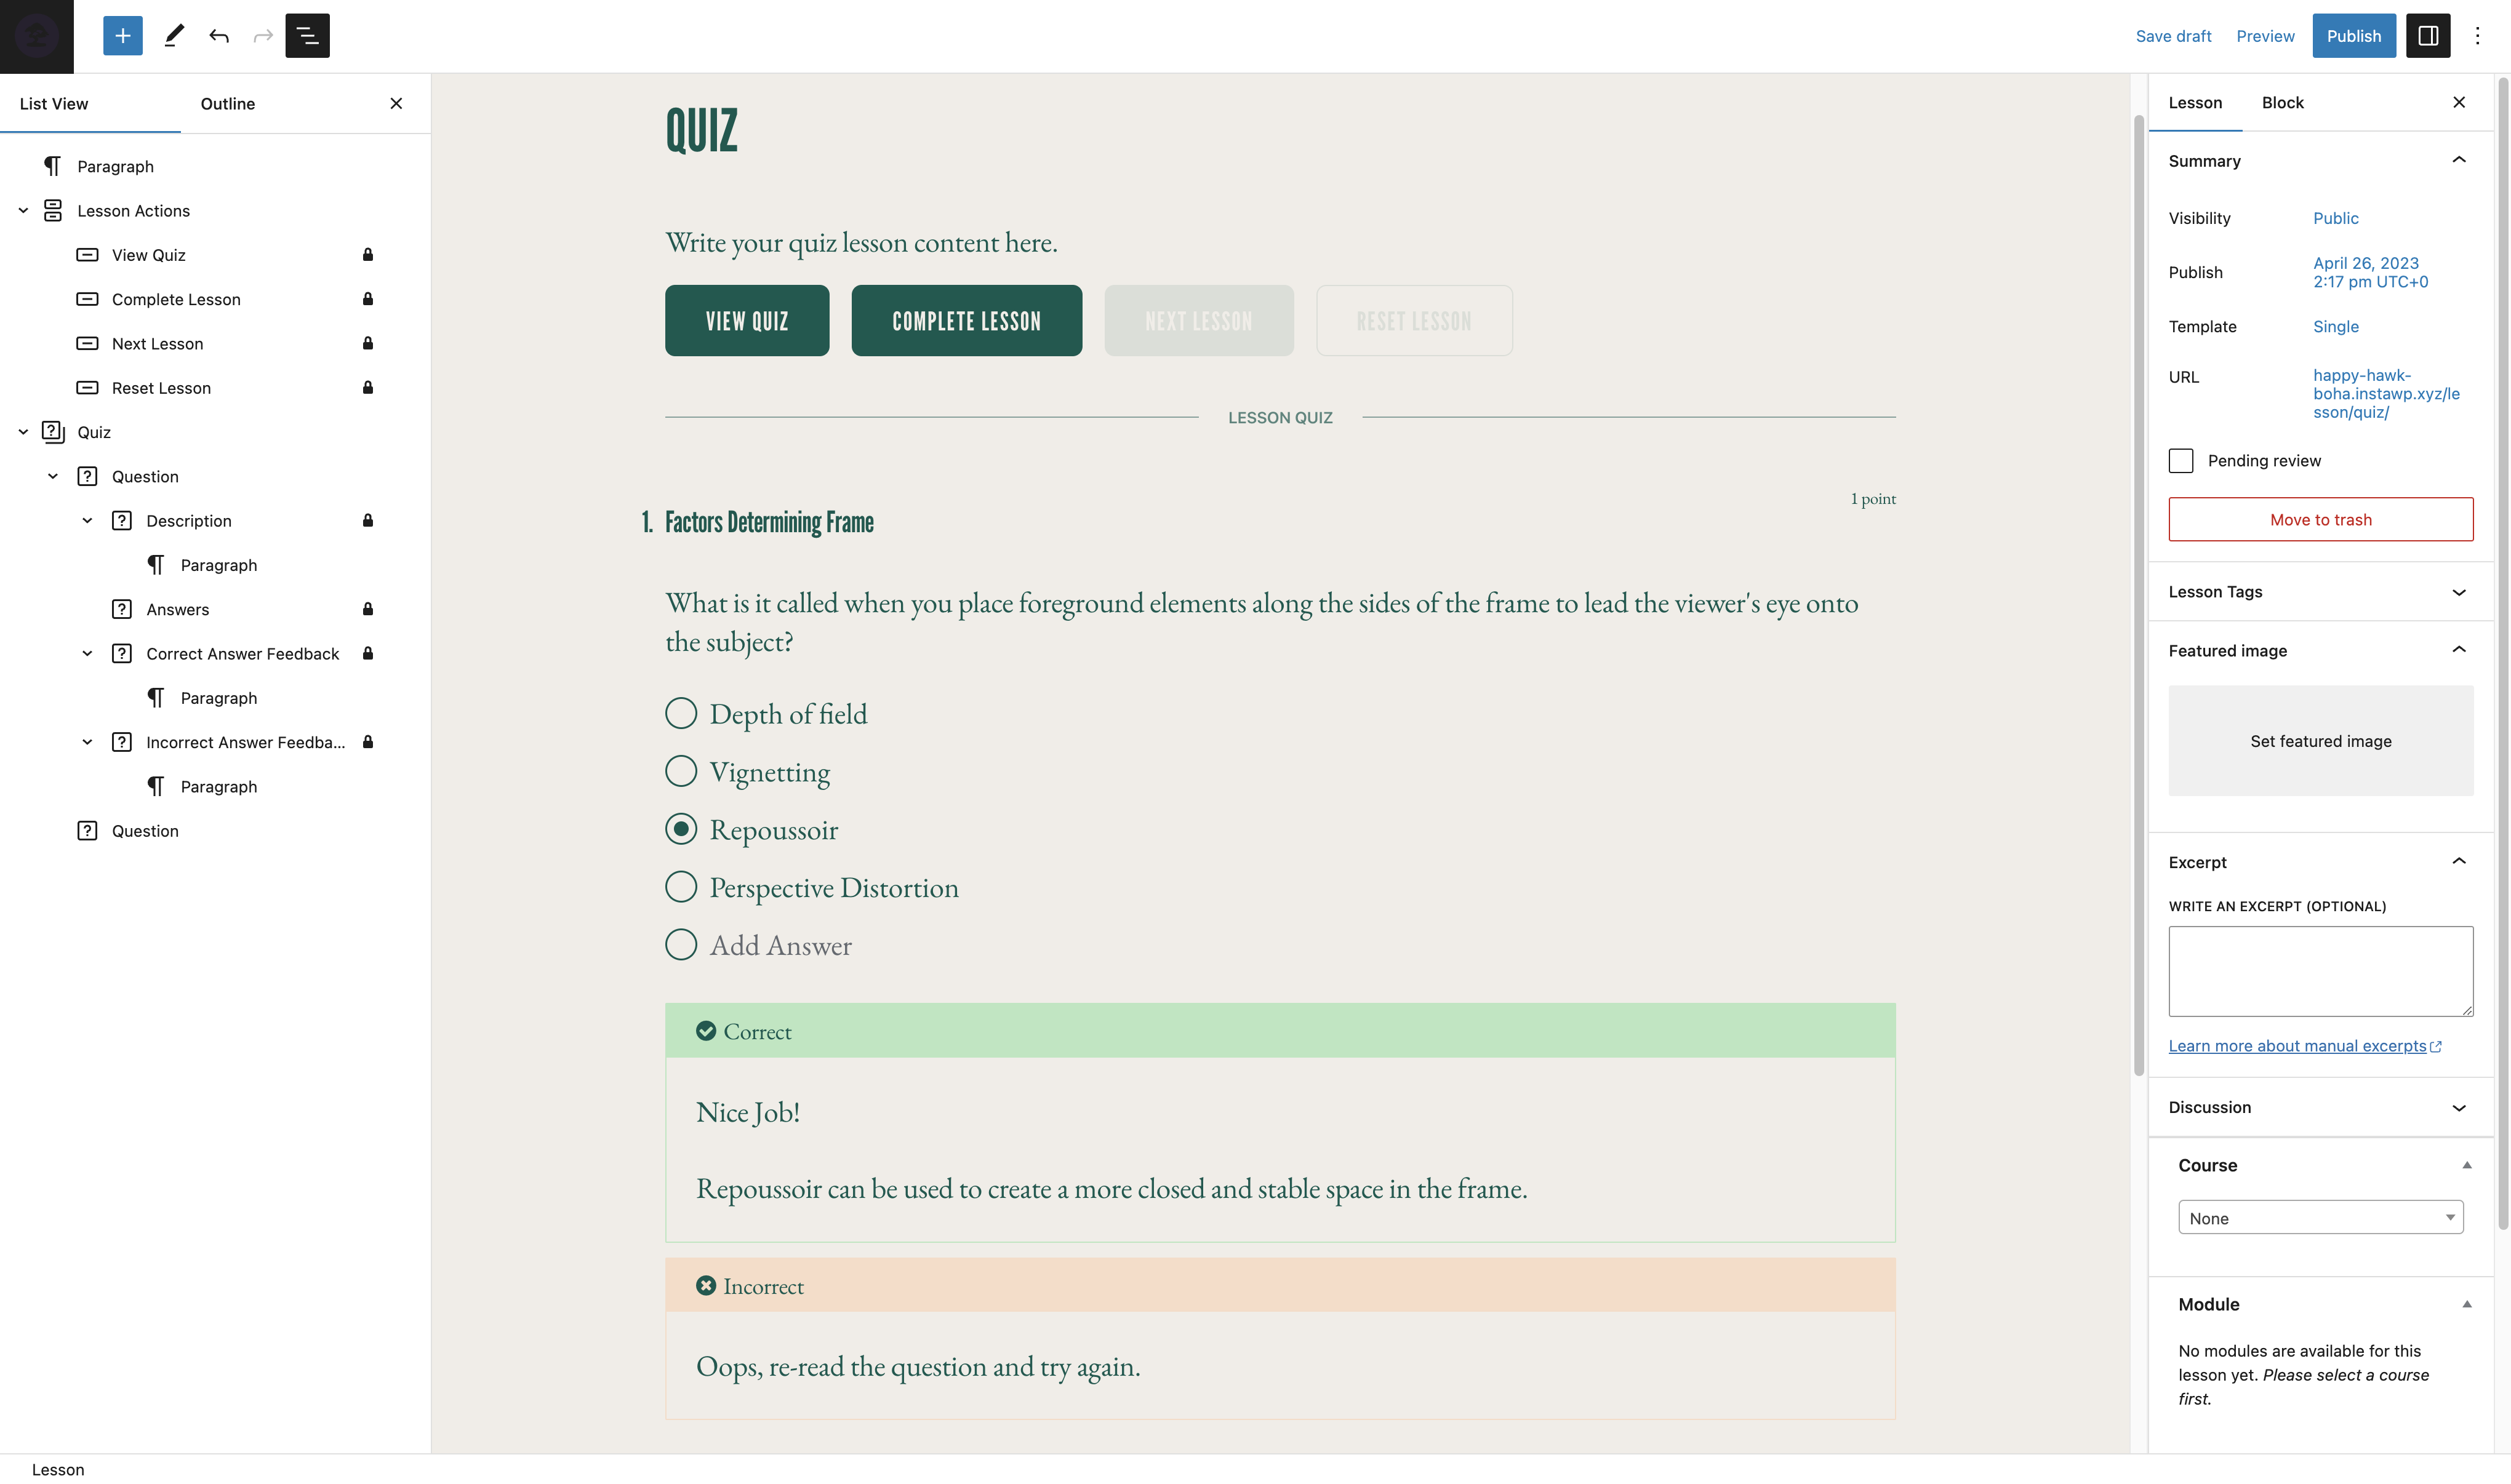 Save draft
Preview
Publish
List View
Outline
Paragraph
Lesson Actions
View Quiz
Complete Lesson
Next Lesson
Reset Lesson
Quiz
Question
Description
Paragraph
Answers
Correct Answer Feedback
Paragraph
Incorrect Answer Feedba...
Paragraph
Question
QUIZ
Write your quiz lesson content here.
VIEW QUIZ
COMPLETE LESSON
NEXT LESSON
RESET LESSON
LESSON QUIZ
1 point
1. Factors Determining Frame
What is it called when you place foreground elements along the sides of the frame to lead the viewer's eye onto
the subject?
Depth of field
Vignetting
Repoussoir
Perspective Distortion
Add Answer
Correct
Nice Job!
Repoussoir can be used to create a more closed and stable space in the frame.
Incorrect
Oops, re-read the question and try again.
Lesson
Block
Summary
Visibility
Public
Publish
April 26, 2023
2:17 pm UTC+0
Template
Single
URL
happy-hawk-
boha.instawp.xyz/le
sson/quiz/
Pending review
Move to trash
Lesson Tags
Featured image
Set featured image
Excerpt
WRITE AN EXCERPT (OPTIONAL)
Learn more about manual excerpts
Discussion
Course
None
Module
No modules are available for this
lesson yet. Please select a course
first.
Lesson